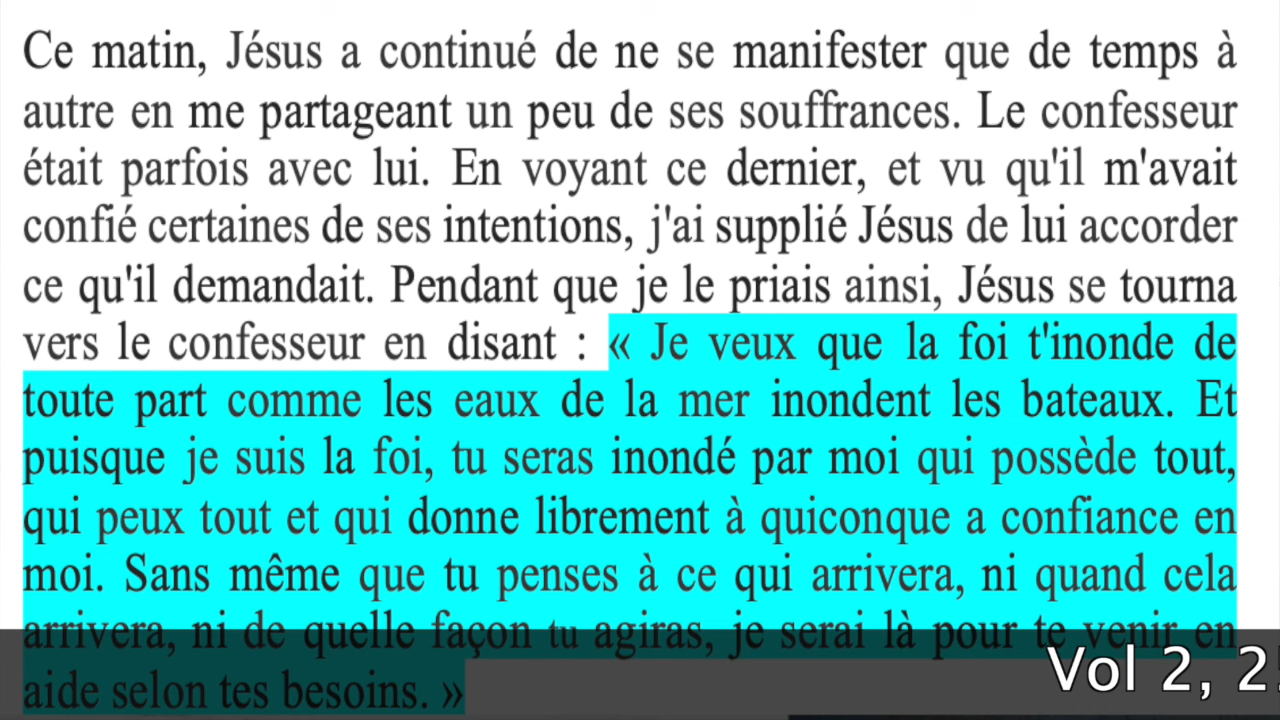 Ce matin, Jésus a continué de ne se manifester que de temps à
autre en me partageant un peu de ses souffrances. Le confesseur
était parfois avec lui. En voyant ce dernier, et vu qu'il m'avait
confié certaines de ses intentions, j'ai supplié Jésus de lui accorder
ce qu'il demandait. Pendant que je le priais ainsi, Jésus se tourna
vers le confesseur en disant : « Je veux que la foi t'inonde de
toute part comme les eaux de la mer inondent les bateaux. Et
puisque je suis la foi, tu seras inondé par moi qui possède tout,
qui peux tout et qui donne librement à quiconque a confiance en
moi. Sans même que tu penses à ce qui arrivera, ni quand cela
arrivera, ni de quelle façon tu agiras, je serai là pour te venir en
aide selon tes besoins. »
Vol 2, 2